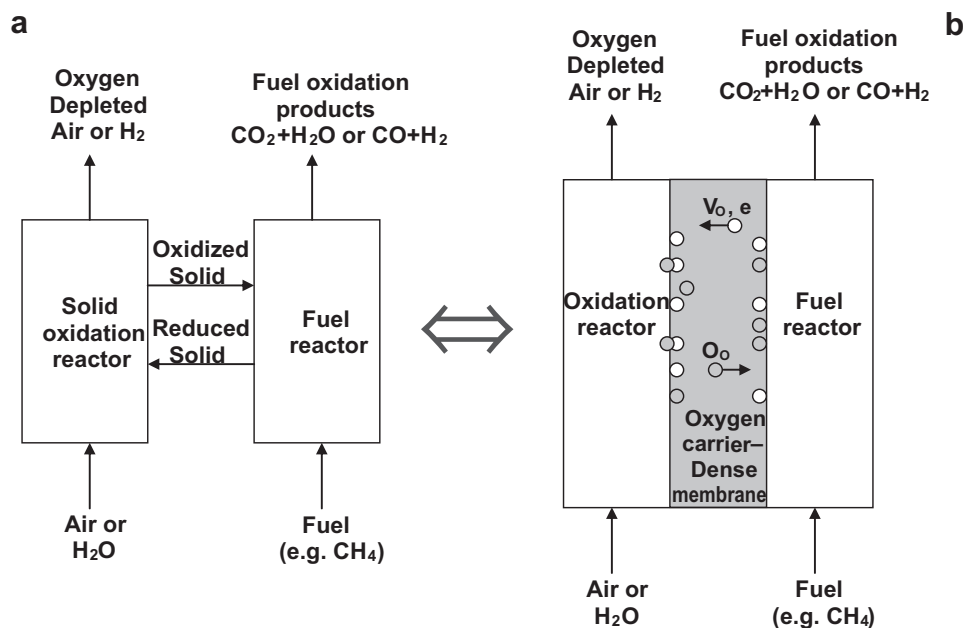 a
Oxygen
Depleted
Air or H₂
Fuel oxidation
products
CO₂+H₂O or CO+H₂
Solid
oxidation
reactor
Oxidized
Solid
Reduced
Solid
Fuel
reactor
Air or
H₂O
Fuel
(e.g. CH₄)
b
Oxygen
Depleted
Air or H₂
Fuel oxidation
products
CO₂+H₂O or CO+H₂
Oxidation
reactor
V₀, e
O₀
Oxygen
carrier–
Dense
membrane
Fuel
reactor
Air or
H₂O
Fuel
(e.g. CH₄)